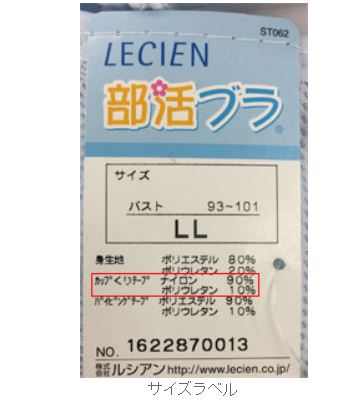 ST062
LECIEN
部活ブラ®
サイズ
バスト 93~101
LL
身生地 ポリエステル 80%
ポリウレタン 20%
カップくりテープ ナイロン 90%
ポリウレタン 10%
パイピングテープ ポリエステル 90%
ポリウレタン 10%
NO. 1622870013
株式会社ルシアン http://www.lecien.co.jp/
サイズラベル